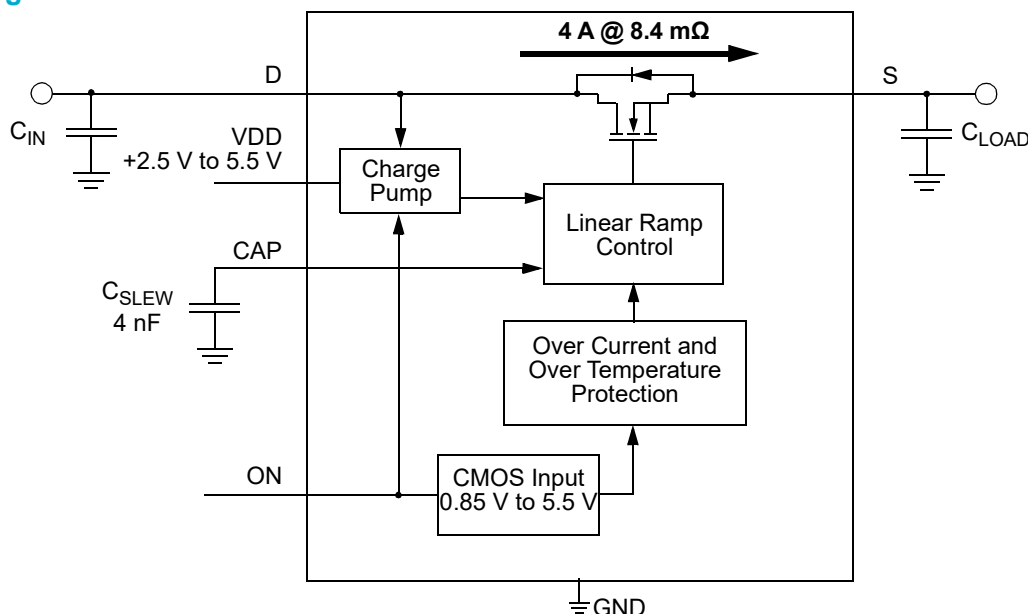 4 A @ 8.4 mΩ
D
S
CIN
VDD
+2.5 V to 5.5 V
Charge
Pump
CLOAD
Linear Ramp
Control
CAP
CSLEW
4 nF
Over Current and
Over Temperature
Protection
ON
CMOS Input
0.85 V to 5.5 V
GND